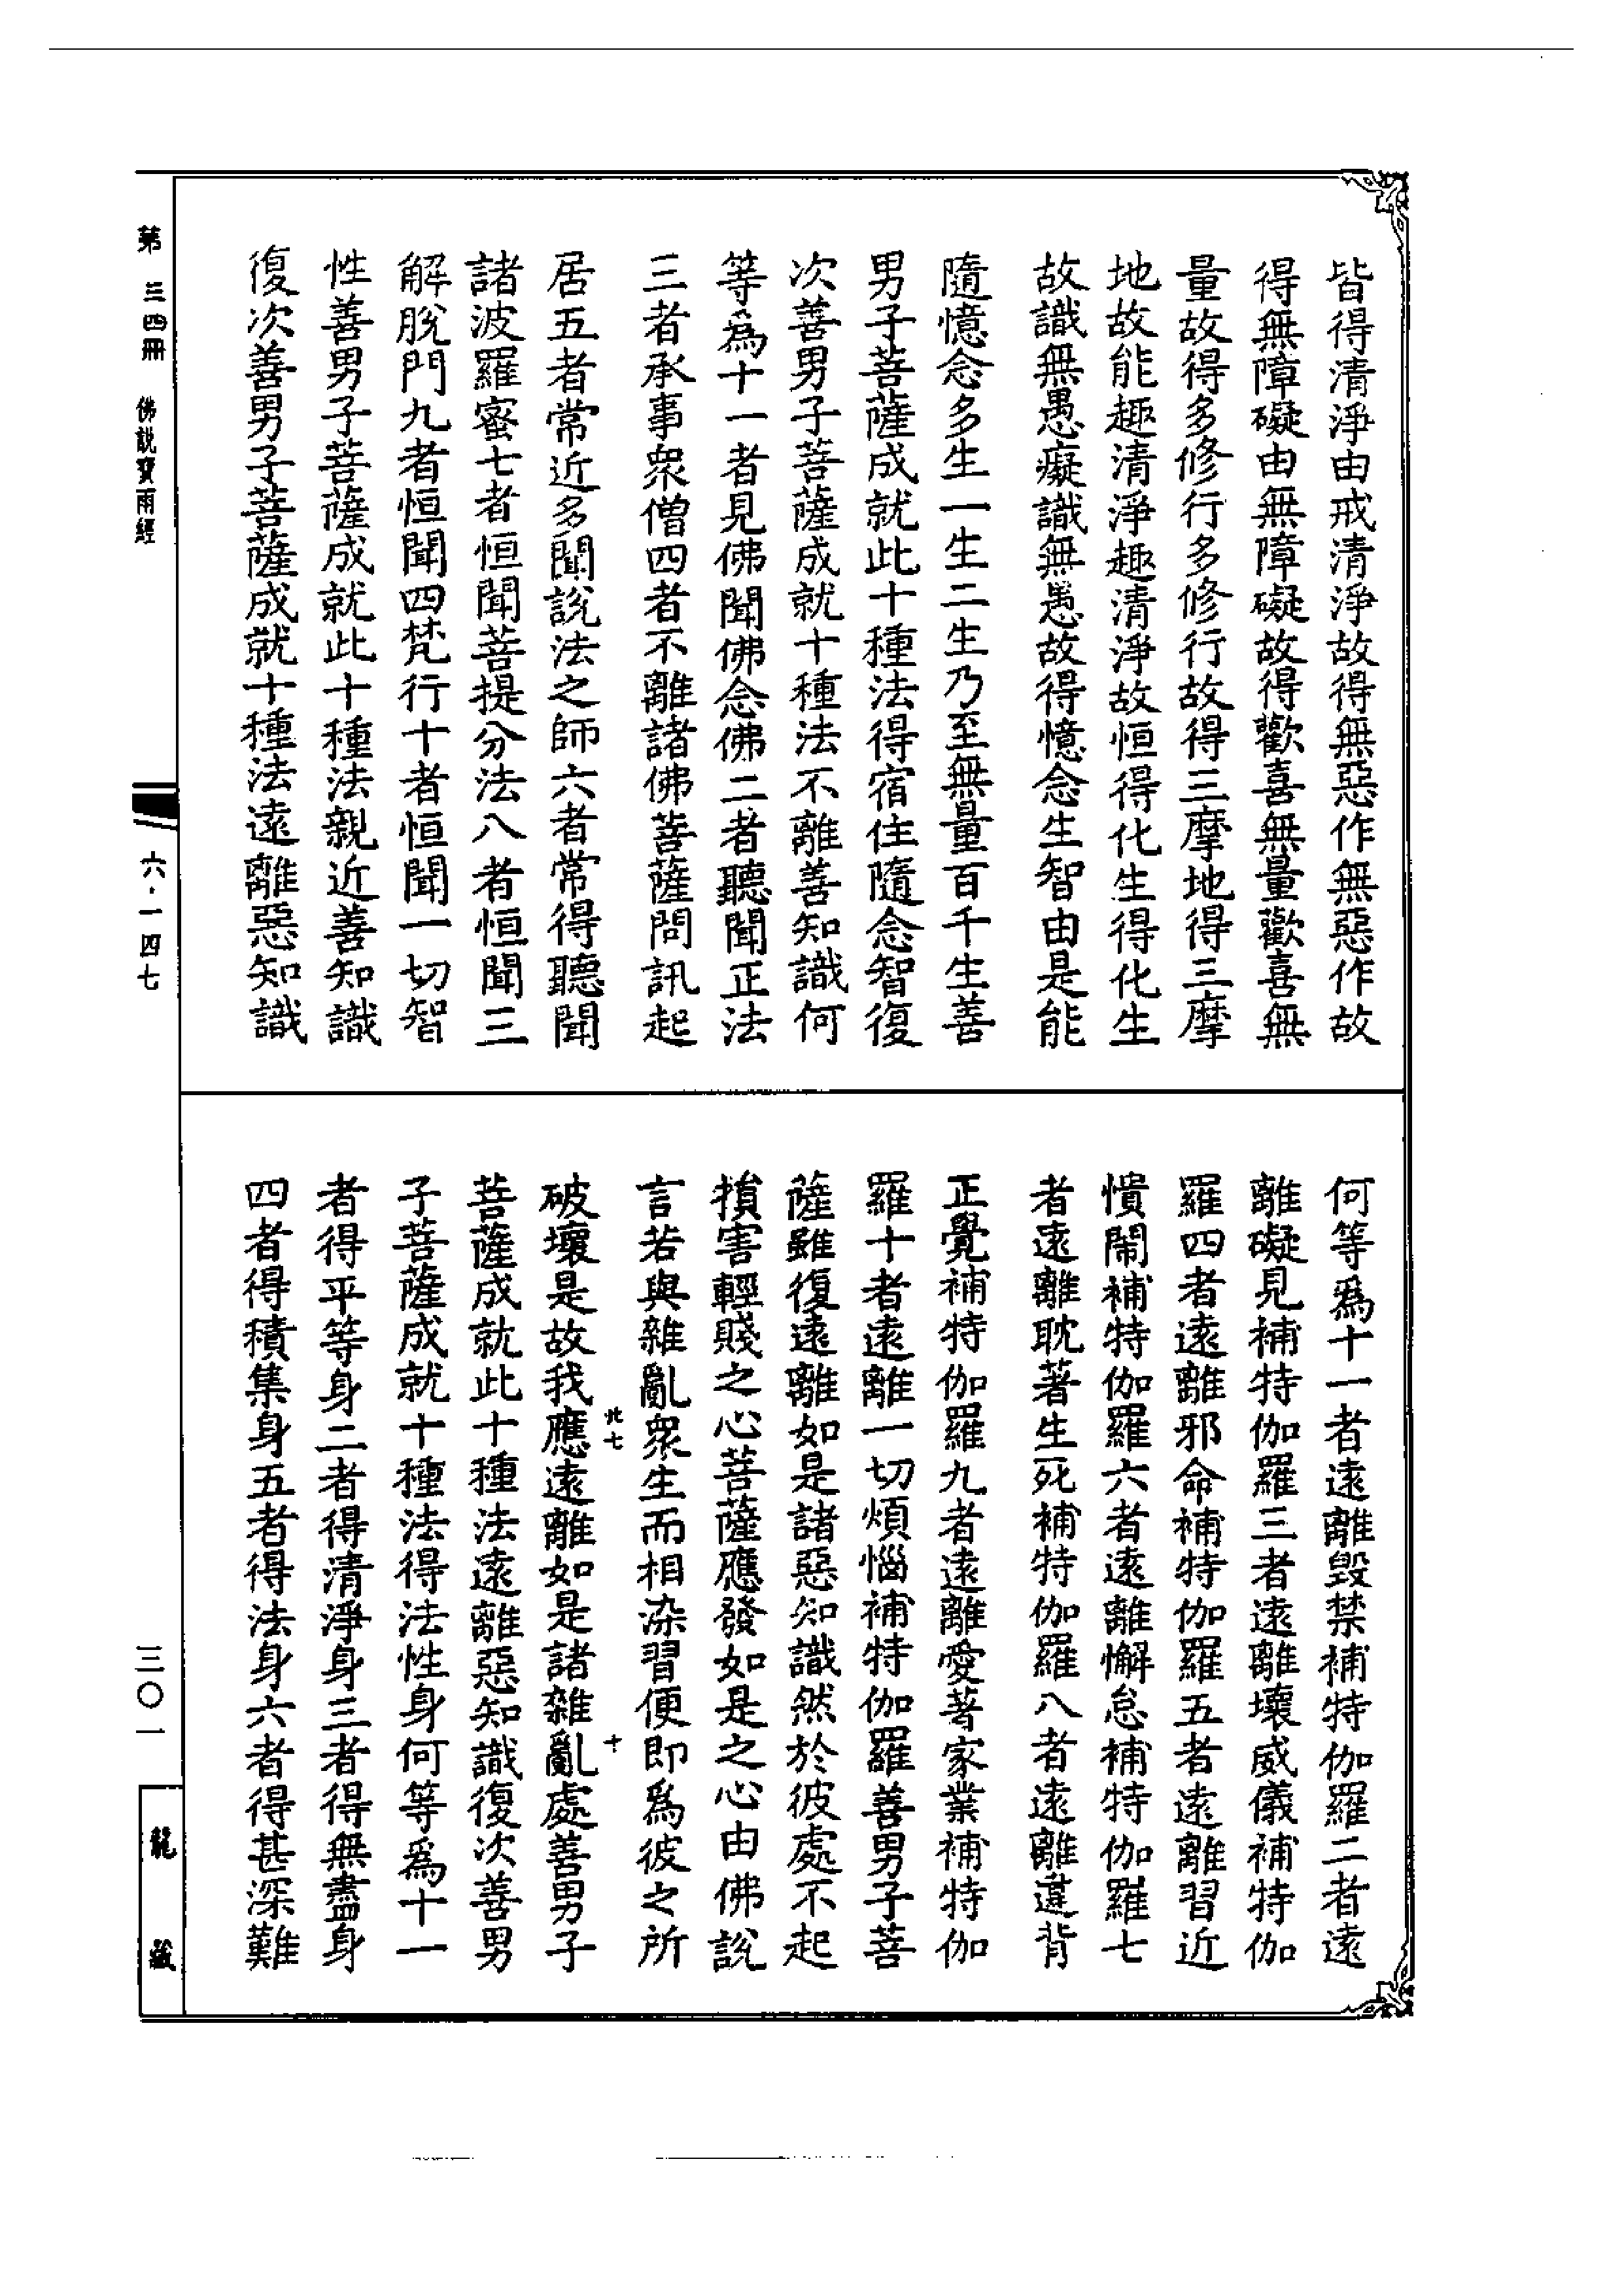 皆得清淨由戒清淨故得無惡作無惡作故
得無障礙由無障礙故得歡喜無量歡喜無
量故得多修行多修行故得三摩地得三摩
地故能趣清淨趣清淨故恒得化生得化生
故識無愚癡識無愚故得憶念生智由是能
隨憶念多生一生二生乃至無量百千生善
男子菩薩成就此十種法得宿住隨念智復
次善男子菩薩成就十種法不離善知識何
等爲十一者見佛聞佛念佛二者聽聞正法
三者承事眾僧四者不離諸佛菩薩問訊起
居五者常近多聞說法之師六者常得聽聞
諸波羅蜜七者恒聞菩提分法八者恒聞三
解脫門九者恒聞四梵行十者恒聞一切智
性善男子菩薩成就此十種法親近善知識
復次善男子菩薩成就十種法遠離惡知識
何等爲十一者遠離毀禁補特伽羅二者遠
離礙見補特伽羅三者遠離壞威儀補特伽
羅四者遠離邪命補特伽羅五者遠離習近
憒鬧補特伽羅六者遠離懈怠補特伽羅七
者遠離耽著生死補特伽羅八者遠離違背
正覺補特伽羅九者遠離愛著家業補特伽
羅十者遠離一切煩惱補特伽羅善男子菩
薩雖復遠離如是諸惡知識然於彼處不起
損害輕賤之心菩薩應發如是之心由佛說
言若與雜亂眾生而相染習便即爲彼之所
破壞是故我應遠離如是諸雜亂處善男子
菩薩成就此十種法遠離惡知識復次善男
子菩薩成就十種法得法性身何等爲十一
者得平等身二者得清淨身三者得無盡身
四者得積集身五者得法身六者得甚深難
此七
十
第三四冊 佛說寶雨經
六·一四七
三〇一
龍藏